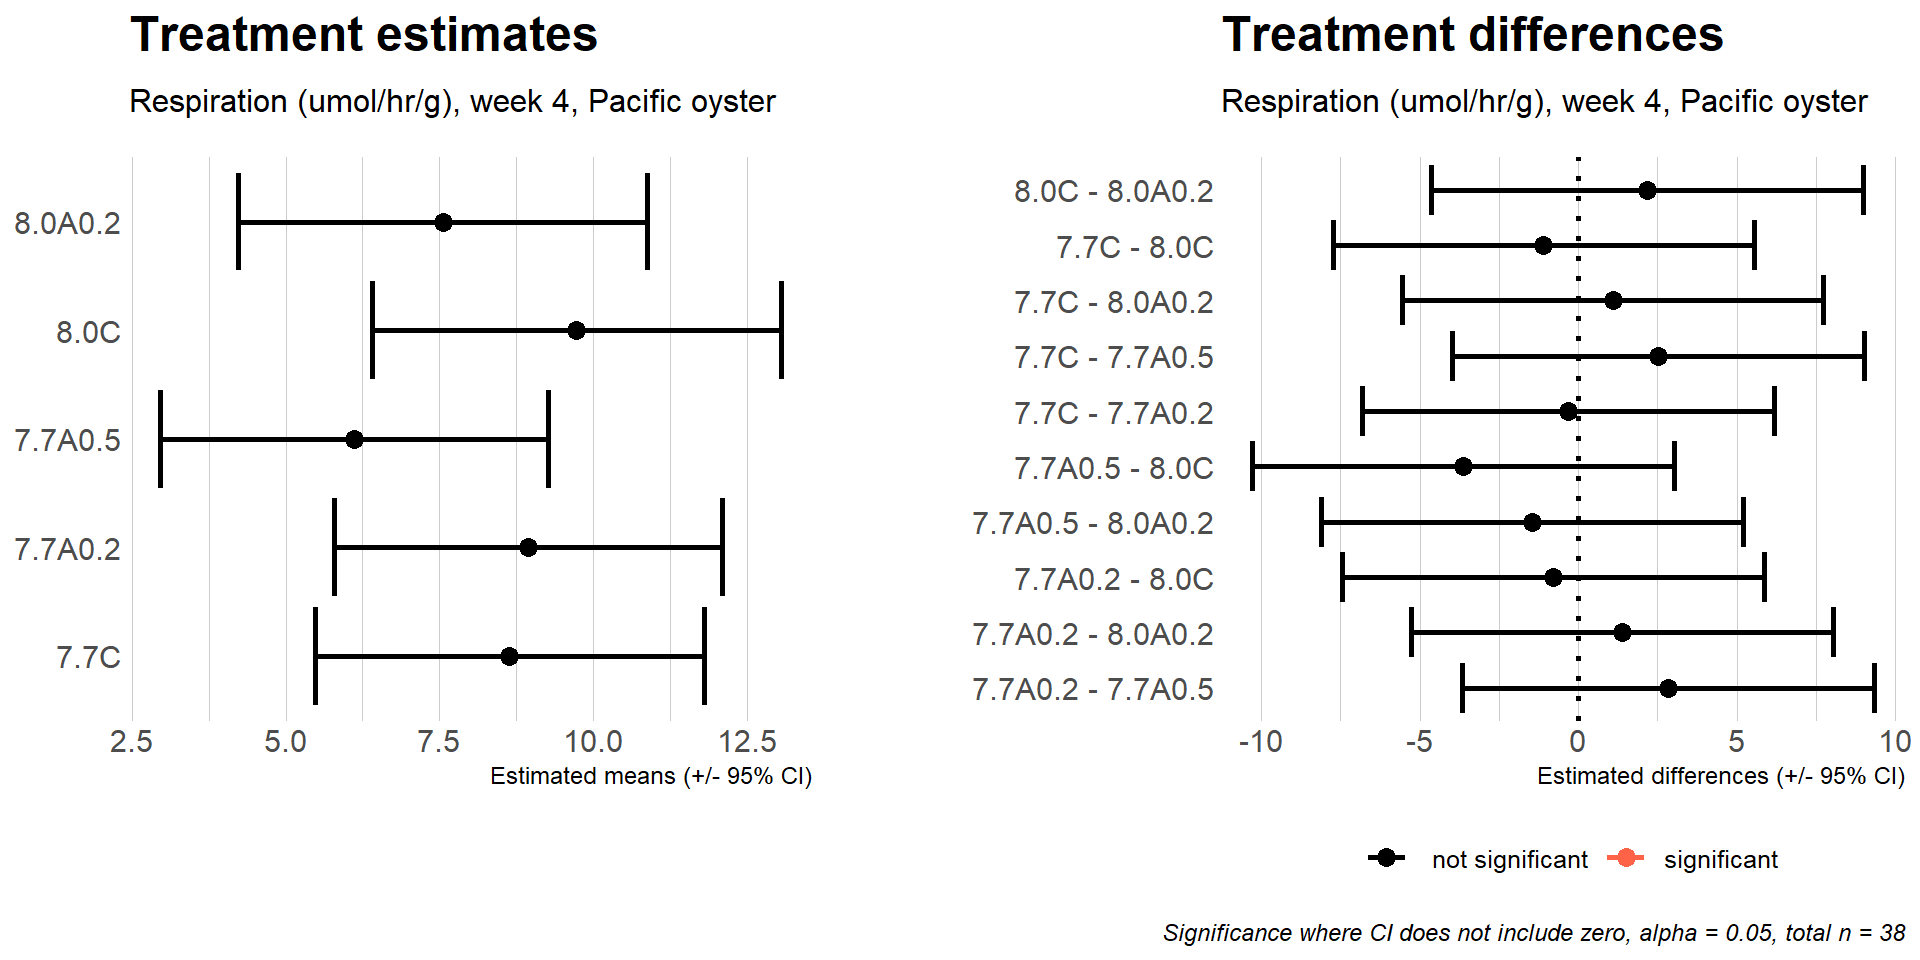 Treatment estimates
Respiration (umol/hr/g), week 4, Pacific oyster
8.0A0.2
8.0C
7.7A0.5
7.7A0.2
7.7C
2.5 5.0 7.5 10.0 12.5
Estimated means (+/- 95% CI)
Treatment differences
Respiration (umol/hr/g), week 4, Pacific oyster
8.0C - 8.0A0.2
7.7C - 8.0C
7.7C - 8.0A0.2
7.7C - 7.7A0.5
7.7C - 7.7A0.2
7.7A0.5 - 8.0C
7.7A0.5 - 8.0A0.2
7.7A0.2 - 8.0C
7.7A0.2 - 8.0A0.2
7.7A0.2 - 7.7A0.5
-10 -5 0 5 10
Estimated differences (+/- 95% CI)
not significant significant
Significance where CI does not include zero, alpha = 0.05, total n = 38